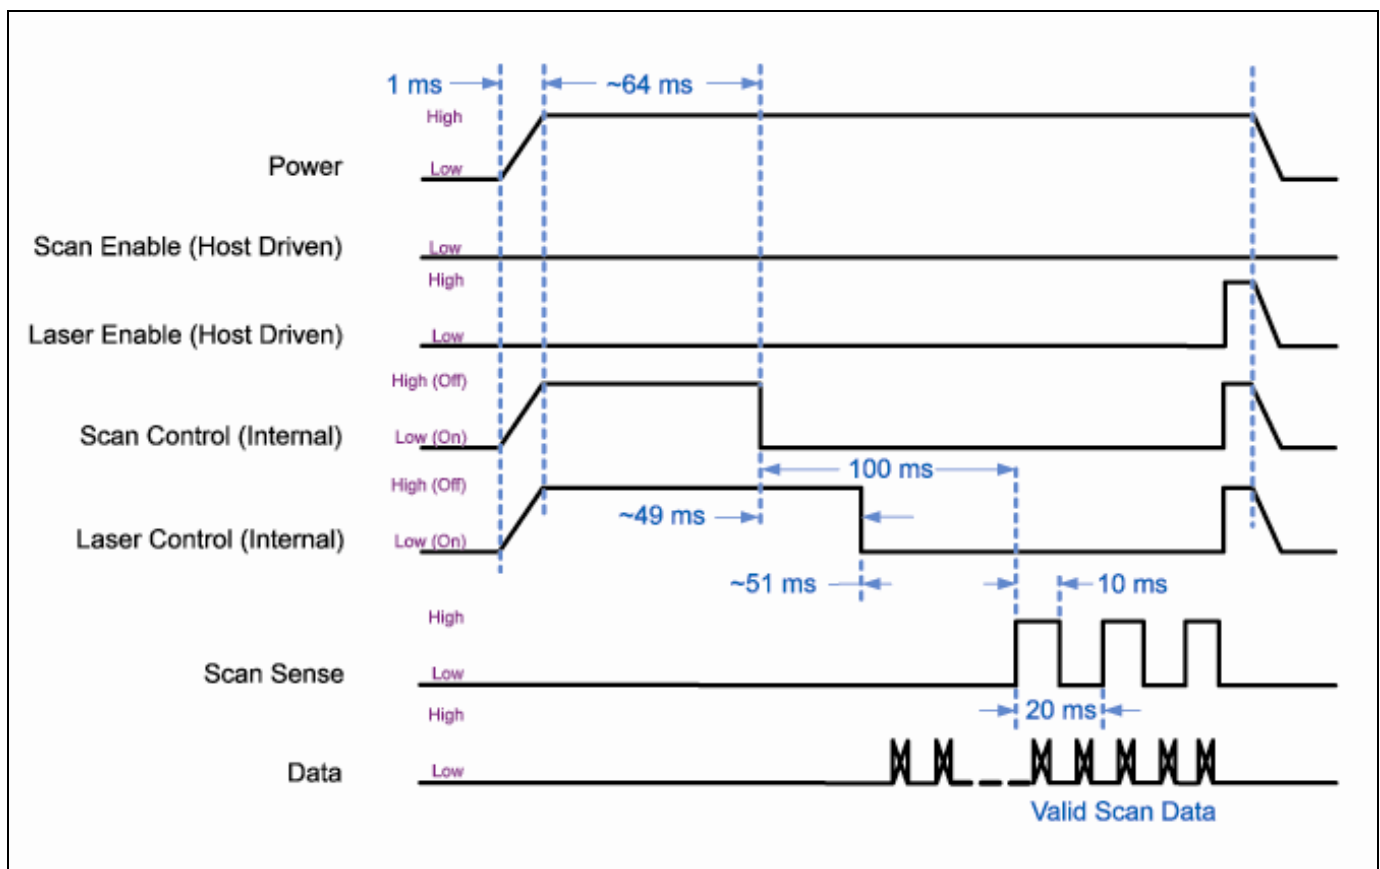 1 ms
~64 ms
High
Power
Low
Scan Enable (Host Driven)
Low
High
Laser Enable (Host Driven)
Low
High (Off)
Scan Control (Internal)
Low (On)
100 ms
High (Off)
~49 ms
Laser Control (Internal)
Low (On)
~51 ms
10 ms
High
Scan Sense
Low
20 ms
High
Data
Low
Valid Scan Data